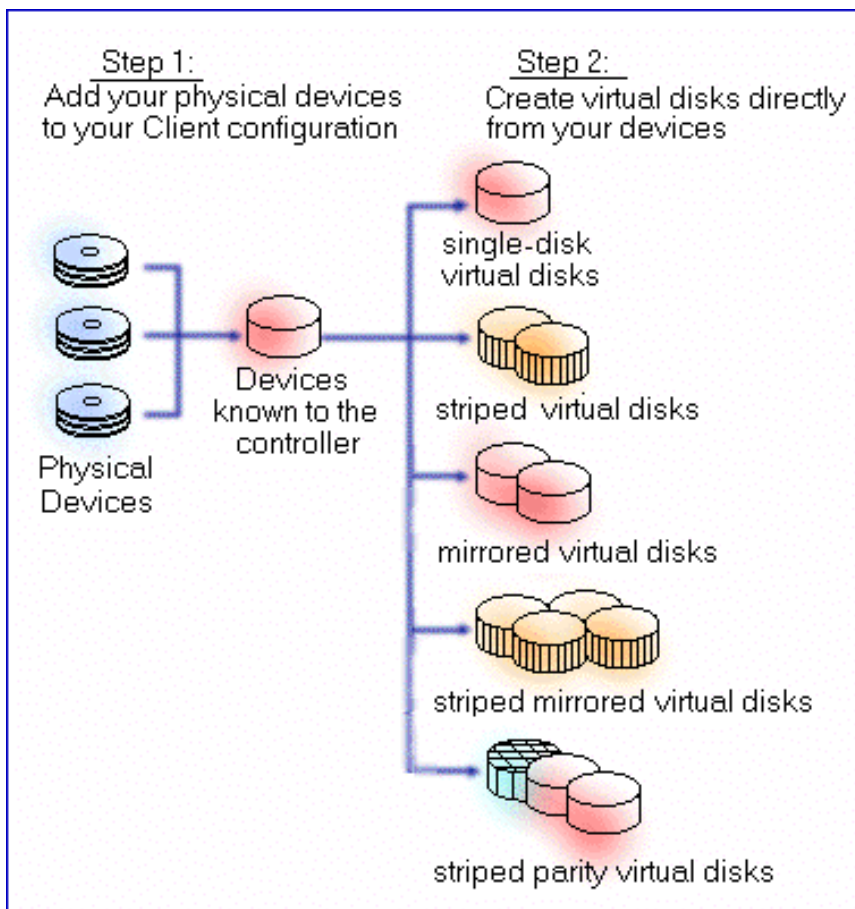 Step 1:
Add your physical devices
to your Client configuration
Step 2:
Create virtual disks directly
from your devices
Physical
Devices
Devices
known to the
controller
single-disk
virtual disks
striped virtual disks
mirrored virtual disks
striped mirrored virtual disks
striped parity virtual disks